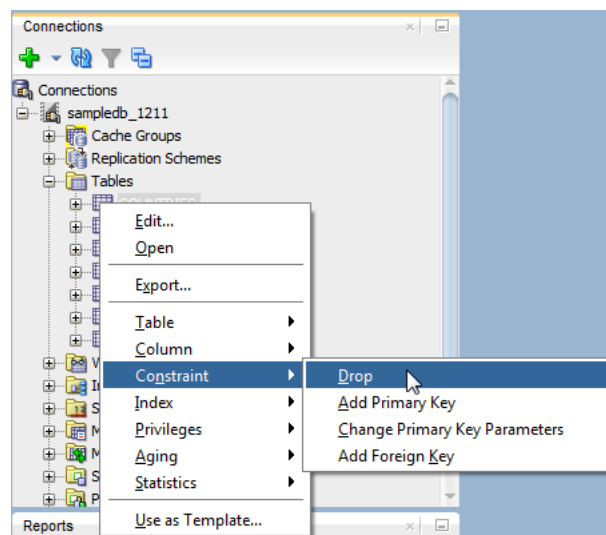 Connections
Connections
sampledb_1211
Cache Groups
Replication Schemes
Tables
COUNTRIES
Edit...
Open
Export...
Table
Column
Constraint
Index
Privileges
Aging
Statistics
Use as Template...
Drop
Add Primary Key
Change Primary Key Parameters
Add Foreign Key
V
S
M
M
S
P
Reports